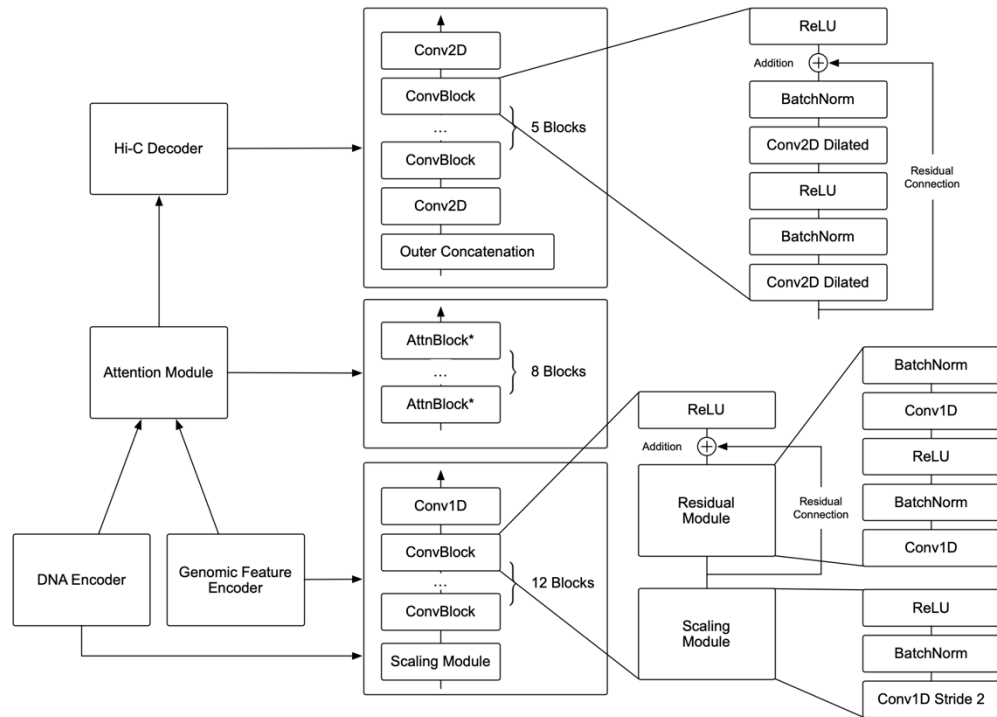 Hi-C Decoder
Attention Module
DNA Encoder
Genomic Feature
Encoder
Conv2D
ConvBlock
...
ConvBlock
Conv2D
Outer Concatenation
5 Blocks
AttnBlock*
...
AttnBlock*
8 Blocks
Conv1D
ConvBlock
...
ConvBlock
Scaling Module
12 Blocks
ReLU
Addition
BatchNorm
Conv2D Dilated
ReLU
BatchNorm
Conv2D Dilated
Residual
Connection
ReLU
Addition
Residual
Module
Residual
Connection
Scaling
Module
BatchNorm
Conv1D
ReLU
BatchNorm
Conv1D
ReLU
BatchNorm
Conv1D Stride 2